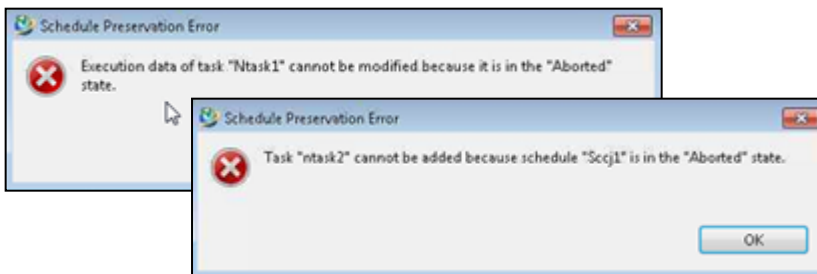 Schedule Preservation Error
Execution data of task "Ntask1" cannot be modified because it is in the "Aborted"
state.
Schedule Preservation Error
Task "ntask2" cannot be added because schedule "Sccj1" is in the "Aborted" state.
OK